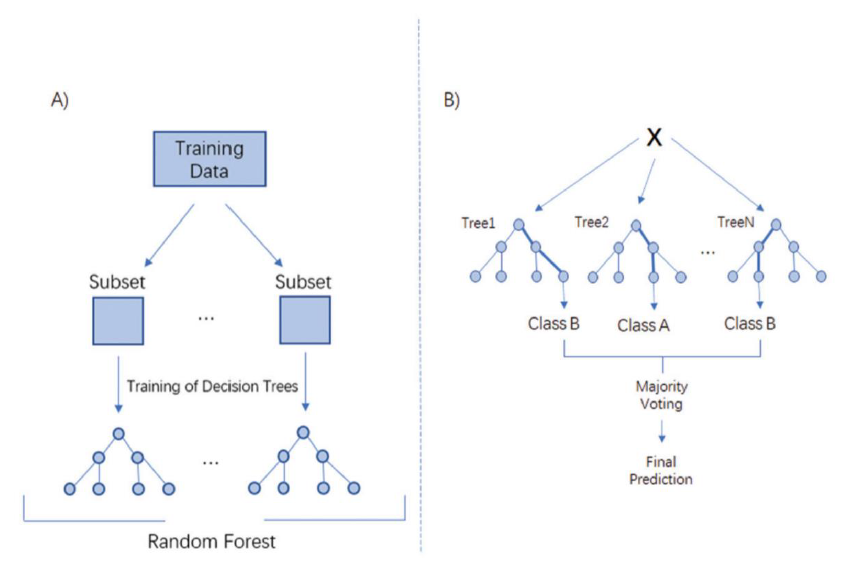 A)
Training
Data
Subset
Subset
...
Training of Decision Trees
...
Random Forest
B)
X
Tree1
Tree2
TreeN
...
Class B
Class A
Class B
Majority
Voting
Final
Prediction